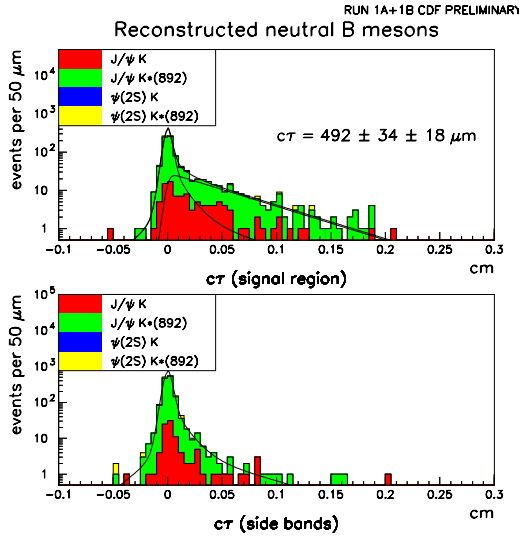 RUN 1A+1B CDF PRELIMINARY
Reconstructed neutral B mesons
events per 50 μm
J/ψ K
J/ψ K*(892)
ψ(2S) K
ψ(2S) K*(892)
cτ = 492 ± 34 ± 18 μm
10⁴
10³
10²
10
1
-0.1 -0.05 0 0.05 0.1 0.15 0.2 0.25 0.3
cm
cτ (signal region)
events per 50 μm
J/ψ K
J/ψ K*(892)
ψ(2S) K
ψ(2S) K*(892)
10⁵
10⁴
10³
10²
10
1
-0.1 -0.05 0 0.05 0.1 0.15 0.2 0.25 0.3
cm
cτ (side bands)